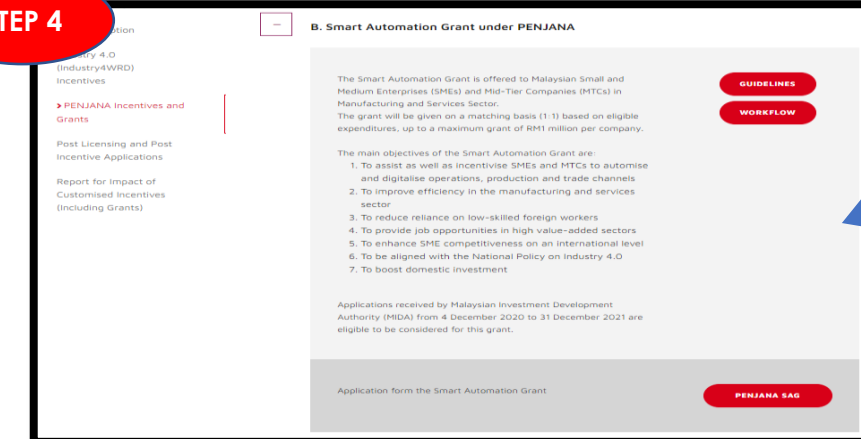 TEP 4
B. Smart Automation Grant under PENJANA
ption
try 4.0
(Industry4WRD)
Incentives
> PENJANA Incentives and
Grants
Post Licensing and Post
Incentive Applications
Report for Impact of
Customised Incentives
(Including Grants)
The Smart Automation Grant is offered to Malaysian Small and
Medium Enterprises (SMEs) and Mid-Tier Companies (MTCs) in
Manufacturing and Services Sector.
The grant will be given on a matching basis (1:1) based on eligible
expenditures, up to a maximum grant of RM1 million per company.
The main objectives of the Smart Automation Grant are:
1. To assist as well as incentivise SMEs and MTCs to automise
and digitalise operations, production and trade channels
2. To improve efficiency in the manufacturing and services
sector
3. To reduce reliance on low-skilled foreign workers
4. To provide job opportunities in high value-added sectors
5. To enhance SME competitiveness on an international level
6. To be aligned with the National Policy on Industry 4.0
7. To boost domestic investment
Applications received by Malaysian Investment Development
Authority (MIDA) from 4 December 2020 to 31 December 2021 are
eligible to be considered for this grant.
GUIDELINES
WORKFLOW
Application form the Smart Automation Grant
PENJANA SAG